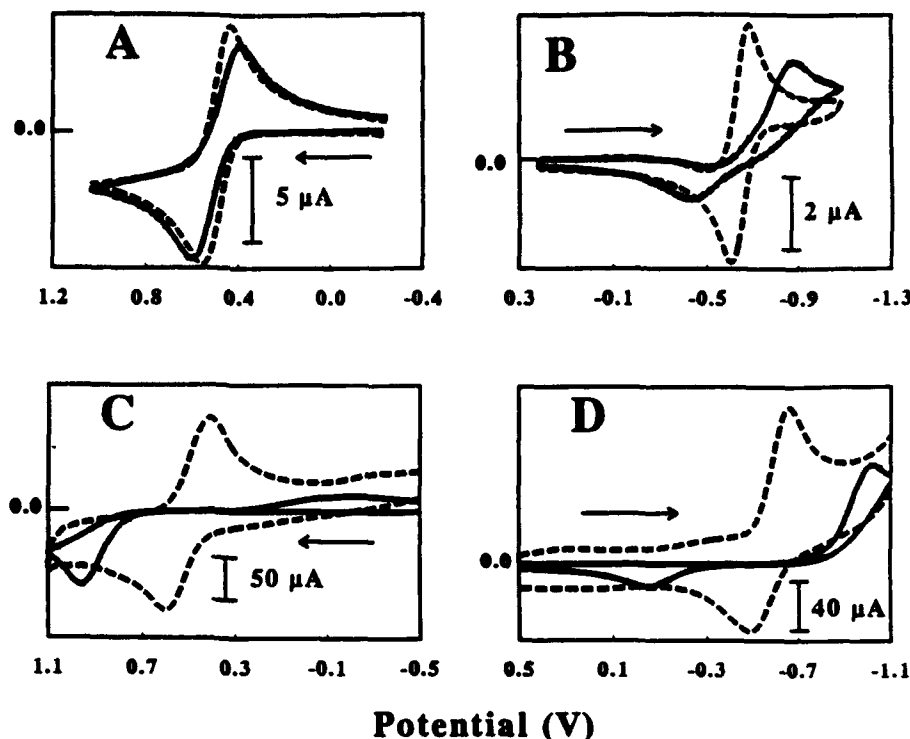 A
0.0
5 µA
1.2 0.8 0.4 0.0 -0.4
B
0.0
2 µA
0.3 -0.1 -0.5 -0.9 -1.3
C
0.0
50 µA
1.1 0.7 0.3 -0.1 -0.5
D
0.0
40 µA
0.5 0.1 -0.3 -0.7 -1.1
Potential (V)